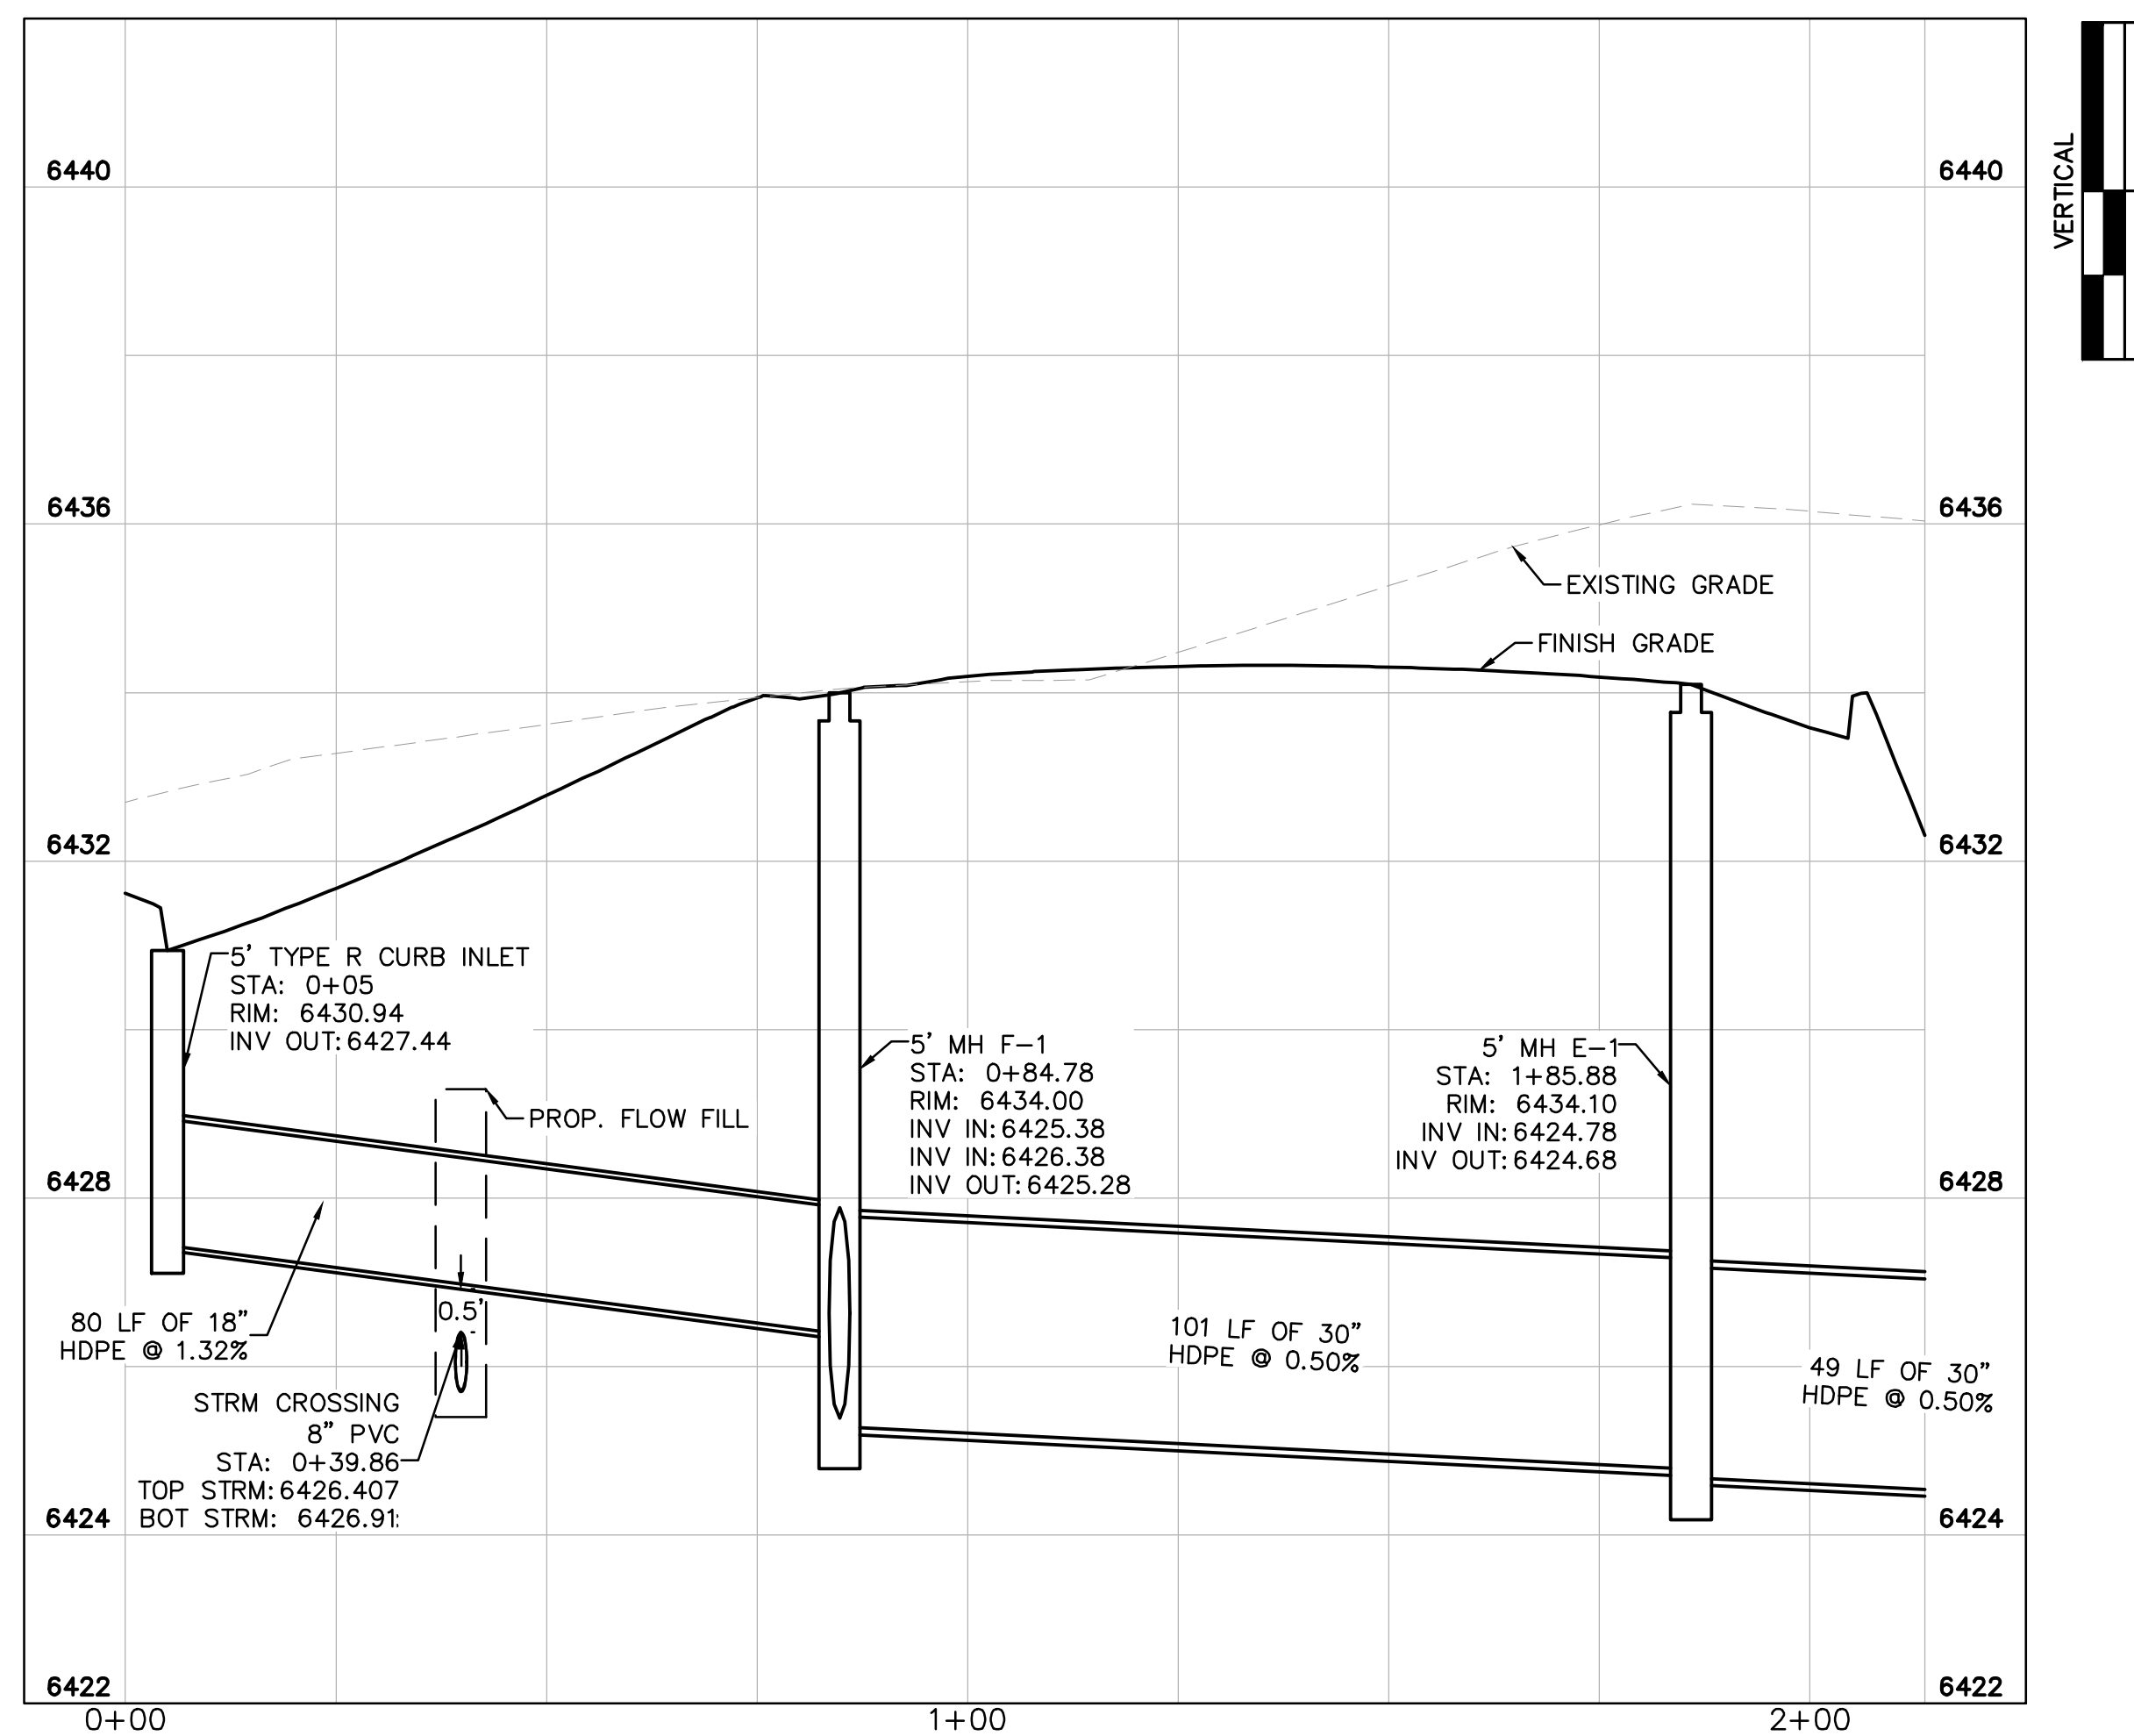 VERTICAL
6440
6440
6436
6436
EXISTING GRADE
FINISH GRADE
6432
6432
5' TYPE R CURB INLET
STA: 0+05
RIM: 6430.94
INV OUT: 6427.44
5' MH F-1
STA: 0+84.78
RIM: 6434.00
INV IN: 6425.38
INV IN: 6426.38
INV OUT: 6425.28
5' MH E-1
STA: 1+85.88
RIM: 6434.10
INV IN: 6424.78
INV OUT: 6424.68
PROP. FLOW FILL
6428
6428
0.5'
80 LF OF 18"
HDPE @ 1.32%
101 LF OF 30"
HDPE @ 0.50%
49 LF OF 30"
HDPE @ 0.50%
STRM CROSSING
8" PVC
STA: 0+39.86
TOP STRM: 6426.407
BOT STRM: 6426.91
6424
6424
6422
6422
0+00
1+00
2+00